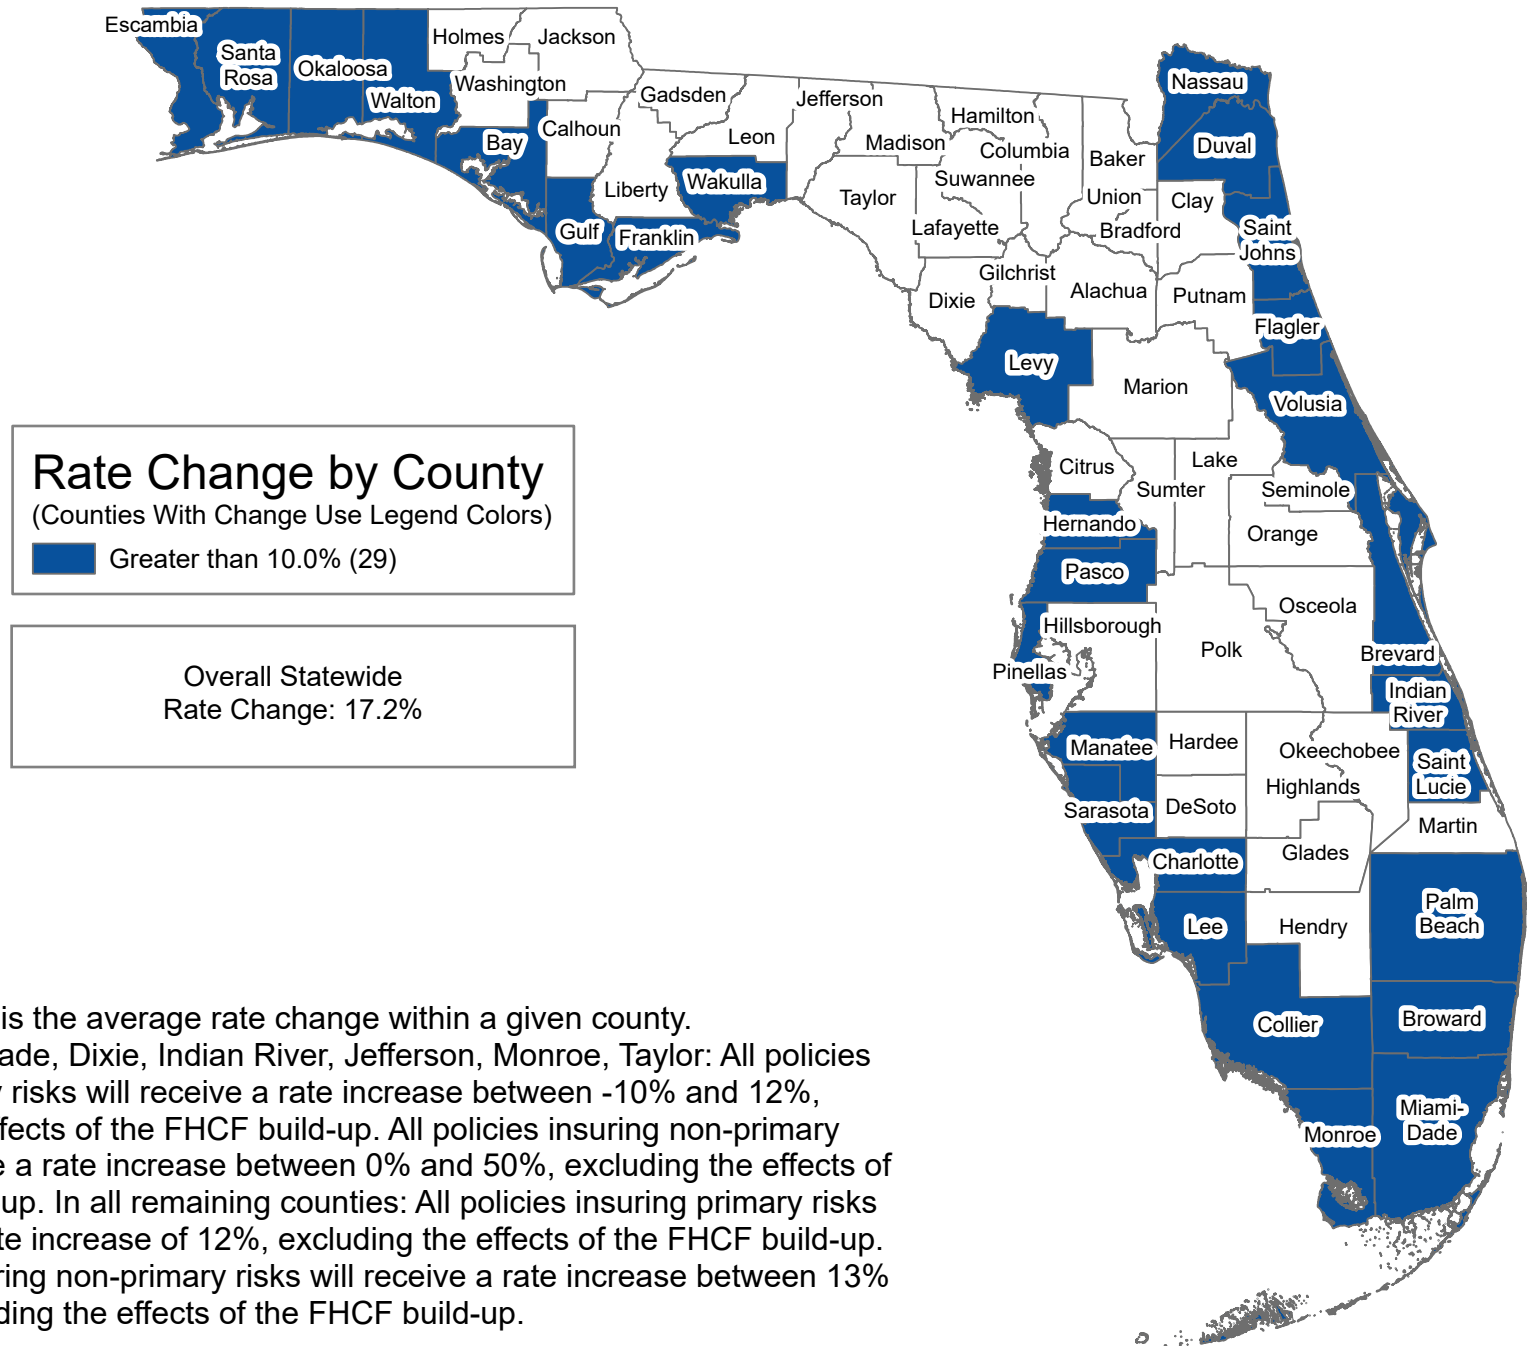 Escambia
Santa
Rosa
Okaloosa
Walton
Holmes
Jackson
Washington
Bay
Calhoun
Gadsden
Leon
Jefferson
Liberty
Wakulla
Gulf
Franklin
Madison
Hamilton
Columbia
Suwannee
Taylor
Lafayette
Baker
Union
Bradford
Nassau
Duval
Clay
Saint
Johns
Gilchrist
Dixie
Alachua
Putnam
Flagler
Levy
Marion
Volusia
Citrus
Lake
Sumter
Seminole
Hernando
Orange
Pasco
Osceola
Hillsborough
Polk
Pinellas
Brevard
Indian
River
Manatee
Hardee
Okeechobee
Saint
Lucie
Highlands
Sarasota
DeSoto
Martin
Charlotte
Glades
Lee
Hendry
Palm
Beach
Collier
Broward
Monroe
Miami-
Dade
Rate Change by County
(Counties With Change Use Legend Colors)
Greater than 10.0% (29)
Overall Statewide
Rate Change: 17.2%
is the average rate change within a given county.
ade, Dixie, Indian River, Jefferson, Monroe, Taylor: All policies
risks will receive a rate increase between -10% and 12%,
fects of the FHCF build-up. All policies insuring non-primary
e a rate increase between 0% and 50%, excluding the effects of
up. In all remaining counties: All policies insuring primary risks
te increase of 12%, excluding the effects of the FHCF build-up.
ring non-primary risks will receive a rate increase between 13%
ding the effects of the FHCF build-up.